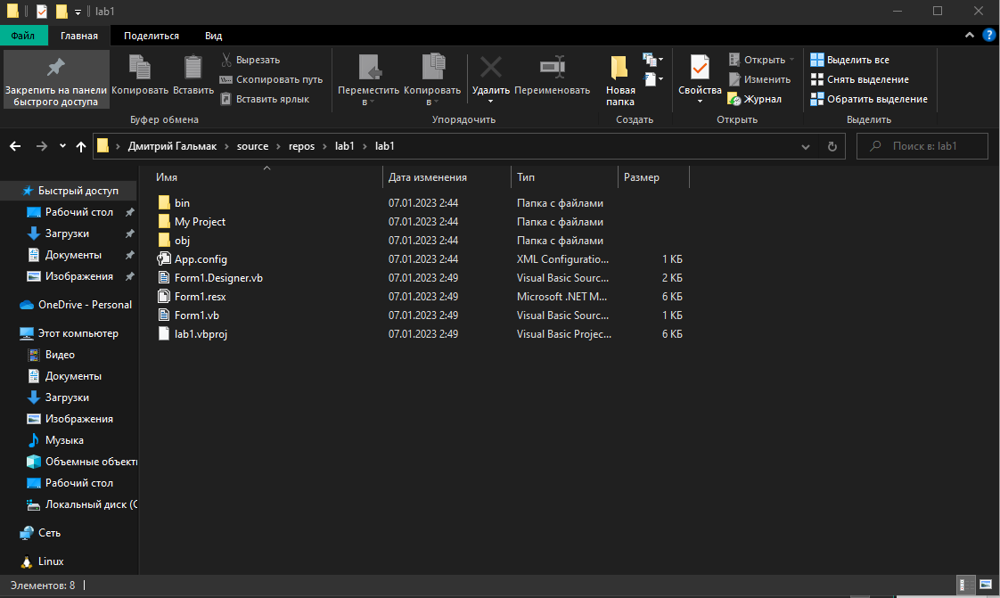 lab1
Файл
Главная
Поделиться
Вид
Закрепить на панели быстрого доступа
Копировать
Вставить
Вырезать
Скопировать путь
Вставить ярлык
Буфер обмена
Переместить в
Копировать в
Удалить
Переименовать
Упорядочить
Новая папка
Создать
Свойства
Открыть
Изменить
Журнал
Открыть
Выделить все
Снять выделение
Обратить выделение
Выделить
Дмитрий Гальмак › source › repos › lab1 › lab1
Поиск в: lab1
Имя Дата изменения Тип Размер
bin 07.01.2023 2:44 Папка с файлами
My Project 07.01.2023 2:44 Папка с файлами
obj 07.01.2023 2:44 Папка с файлами
App.config 07.01.2023 2:44 XML Configuratio... 1 КБ
Form1.Designer.vb 07.01.2023 2:49 Visual Basic Sourc... 2 КБ
Form1.resx 07.01.2023 2:49 Microsoft .NET M... 6 КБ
Form1.vb 07.01.2023 2:49 Visual Basic Sourc... 1 КБ
lab1.vbproj 07.01.2023 2:49 Visual Basic Projec... 6 КБ
Быстрый доступ
Рабочий стол
Загрузки
Документы
Изображения
OneDrive - Personal
Этот компьютер
Видео
Документы
Загрузки
Изображения
Музыка
Объемные объект
Рабочий стол
Локальный диск (C
Сеть
Linux
Элементов: 8